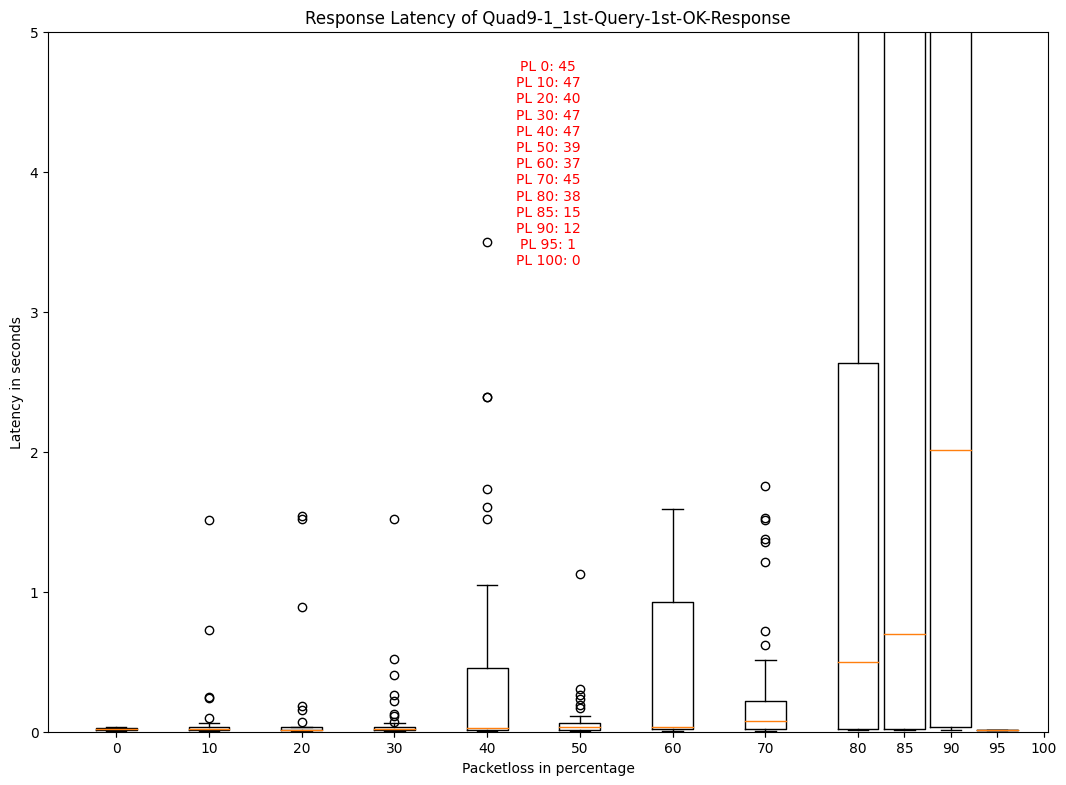 Response Latency of Quad9-1_1st-Query-1st-OK-Response
5
4
3
2
1
0
Latency in seconds
PL 0: 45
PL 10: 47
PL 20: 40
PL 30: 47
PL 40: 47
PL 50: 39
PL 60: 37
PL 70: 45
PL 80: 38
PL 85: 15
PL 90: 12
PL 95: 1
PL 100: 0
0 10 20 30 40 50 60 70 80 85 90 95 100
Packetloss in percentage